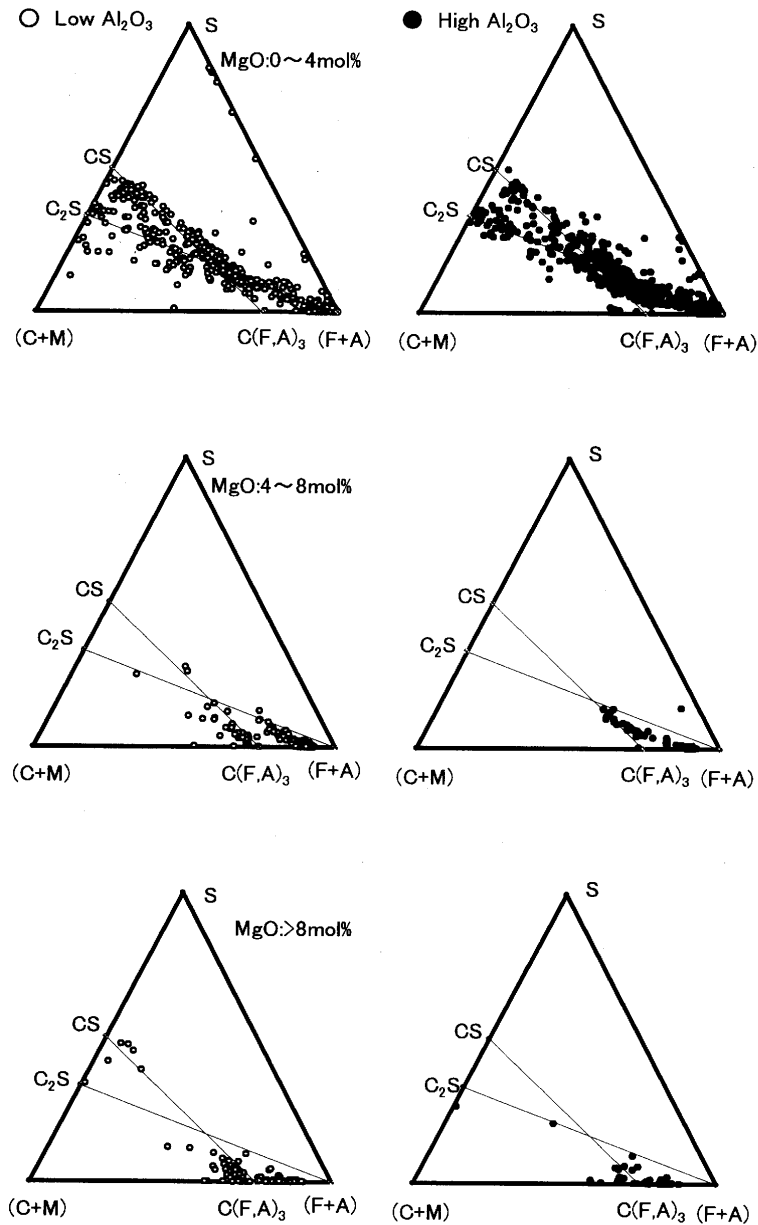 Low Al₂O₃
High Al₂O₃
S
MgO:0～4mol%
CS
C₂S
(C+M)
C(F,A)₃
(F+A)
S
CS
C₂S
(C+M)
C(F,A)₃
(F+A)
S
MgO:4～8mol%
CS
C₂S
(C+M)
C(F,A)₃
(F+A)
S
CS
C₂S
(C+M)
C(F,A)₃
(F+A)
S
MgO:>8mol%
CS
C₂S
(C+M)
C(F,A)₃
(F+A)
S
CS
C₂S
(C+M)
C(F,A)₃
(F+A)